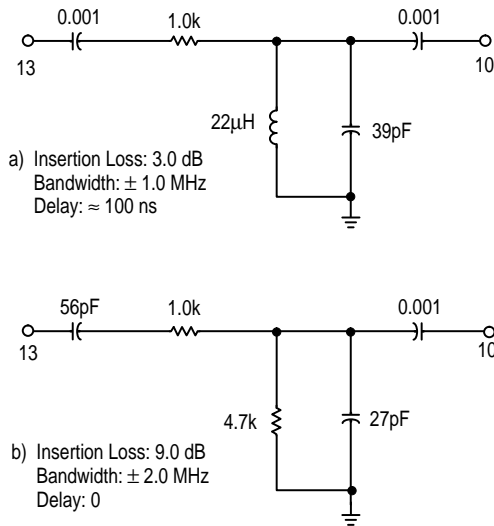 0.001 1.0k 0.001
13 10
22μH 39pF
a) Insertion Loss: 3.0 dB
Bandwidth: ± 1.0 MHz
Delay: ≈ 100 ns
56pF 1.0k 0.001
13 10
4.7k 27pF
b) Insertion Loss: 9.0 dB
Bandwidth: ± 2.0 MHz
Delay: 0